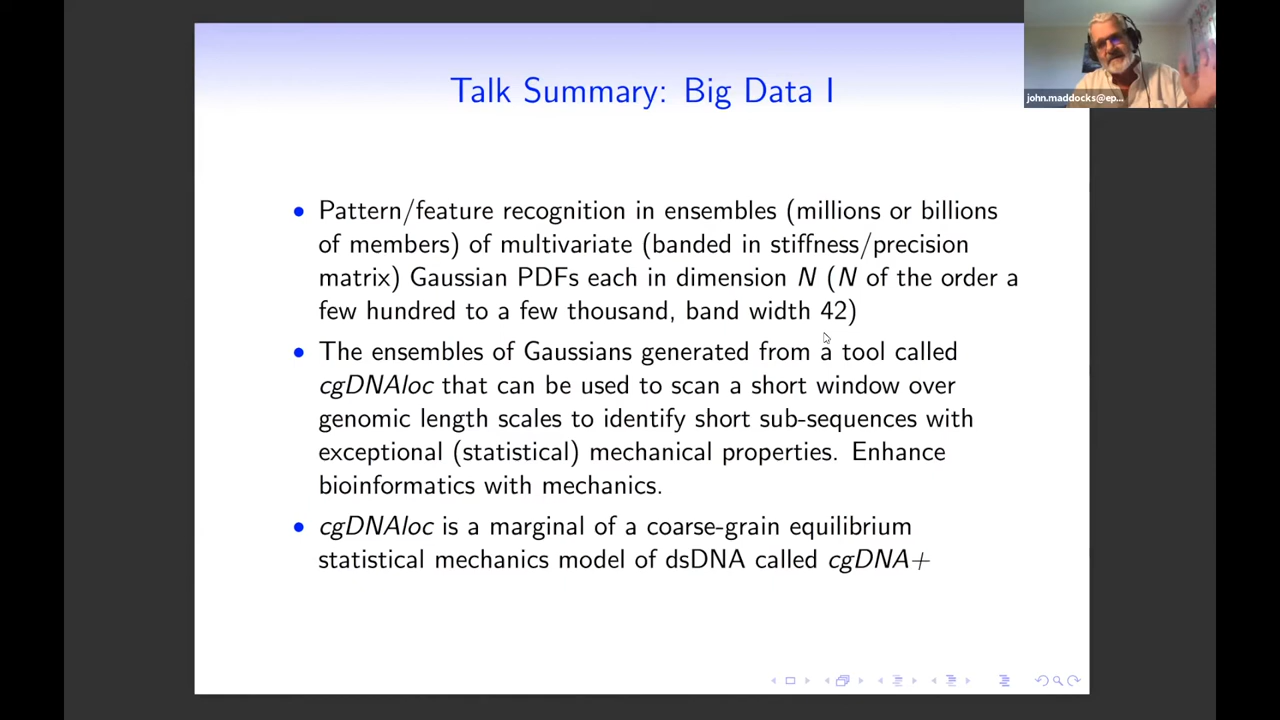 Talk Summary: Big Data I
john.maddocks@ep...
• Pattern/feature recognition in ensembles (millions or billions
of members) of multivariate (banded in stiffness/precision
matrix) Gaussian PDFs each in dimension N (N of the order a
few hundred to a few thousand, band width 42)
• The ensembles of Gaussians generated from a tool called
cgDNAloc that can be used to scan a short window over
genomic length scales to identify short sub-sequences with
exceptional (statistical) mechanical properties. Enhance
bioinformatics with mechanics.
• cgDNAloc is a marginal of a coarse-grain equilibrium
statistical mechanics model of dsDNA called cgDNA+